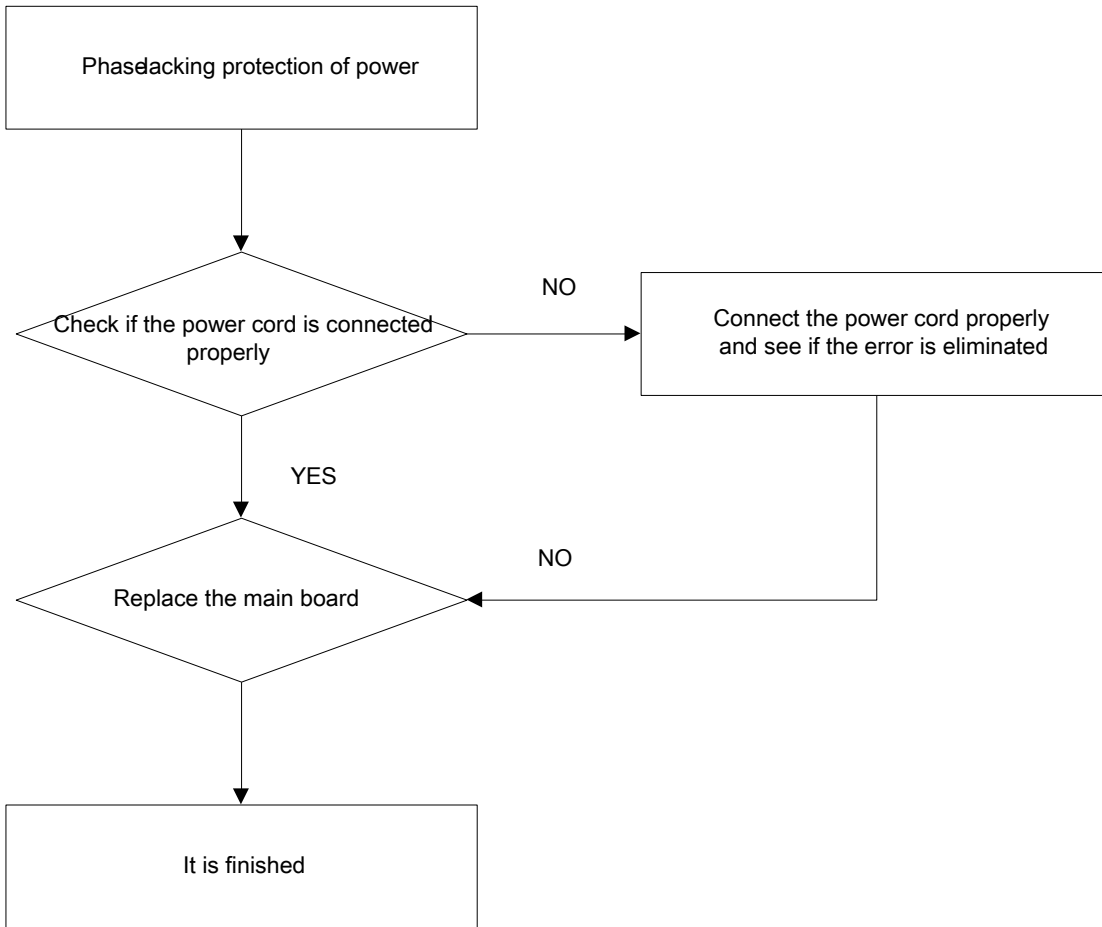 Phaselacking protection of power
NO
Check if the power cord is connected
properly
Connect the power cord properly
and see if the error is eliminated
YES
NO
Replace the main board
It is finished